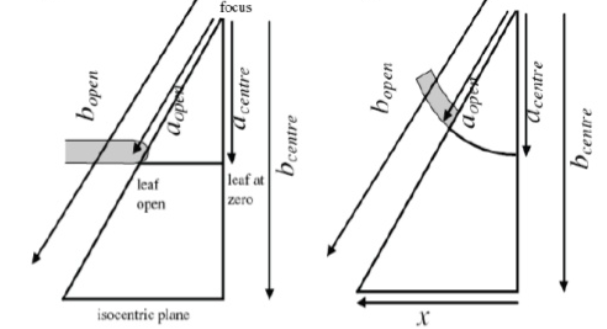 focus
b_open
a_open
a_centre
b_centre
leaf
open
leaf at
zero
isocentric plane
b_open
a_open
a_centre
b_centre
x